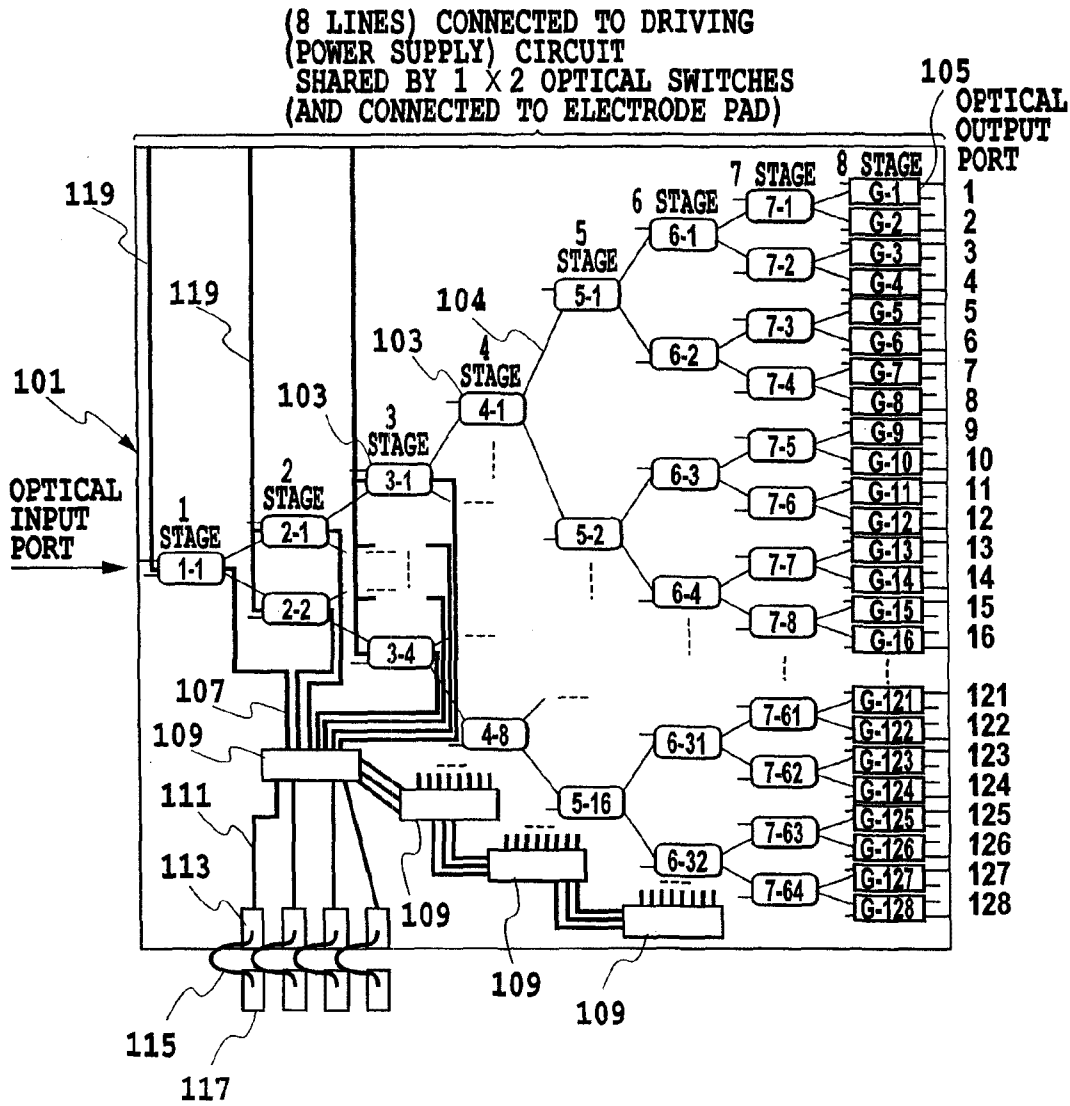 (8 LINES) CONNECTED TO DRIVING
(POWER SUPPLY) CIRCUIT
SHARED BY 1 X 2 OPTICAL SWITCHES
(AND CONNECTED TO ELECTRODE PAD)
105
OPTICAL
OUTPUT
PORT
119
119
101
103
103
104
OPTICAL
INPUT
PORT
1
STAGE
2
STAGE
3
STAGE
4
STAGE
5
STAGE
6 STAGE
7 STAGE
8 STAGE
1-1
2-1
2-2
3-1
3-4
4-1
4-8
5-1
5-2
5-16
6-1
6-2
6-3
6-4
6-31
6-32
7-1
7-2
7-3
7-4
7-5
7-6
7-7
7-8
7-61
7-62
7-63
7-64
G-1 1
G-2 2
G-3 3
G-4 4
G-5 5
G-6 6
G-7 7
G-8 8
G-9 9
G-10 10
G-11 11
G-12 12
G-13 13
G-14 14
G-15 15
G-16 16
G-121 121
G-122 122
G-123 123
G-124 124
G-125 125
G-126 126
G-127 127
G-128 128
107
109
111
113
109
109
109
115
117